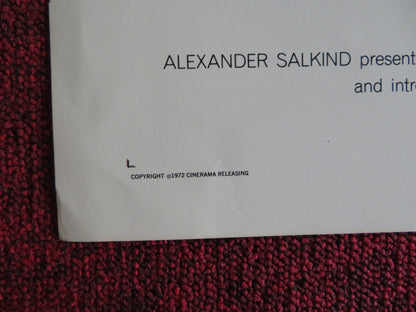 ALEXANDER SALKIND present
and intr
COPYRIGHT ©1972 CINERAMA RELEASING